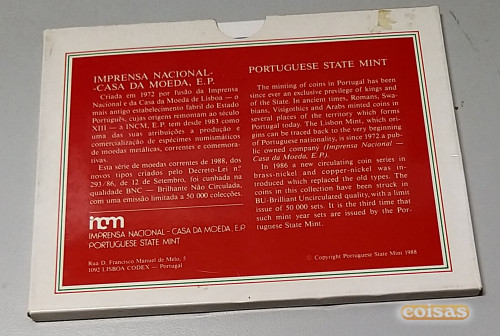 IMPRENSA NACIONAL-
-CASA DA MOEDA, E.P.
Criada em 1972 por fusão da Imprensa
Nacional e da Casa da Moeda de Lisboa — o
mais antigo estabelecimento fabril do Estado
Português, cujas origens remontam ao século
XIII — a INCM, E.P. tem desde 1983 como
uma das suas atribuições a produção e
comercialização de espécimes numismáticos
de moedas metálicas, correntes e comemora-
tivas.
Esta série de moedas correntes de 1988, dos
novos tipos criados pelo Decreto-Lei nº
293/86, de 12 de Setembro, foi cunhada na
qualidade BNC — Brilhante Não Circulada,
com uma emissão limitada a 50 000 colecções.
incm
IMPRENSA NACIONAL - CASA DA MOEDA, E.P.
PORTUGUESE STATE MINT
Rua D. Francisco Manuel de Melo, 5
1092 LISBOA CODEX — Portugal
PORTUGUESE STATE MINT
The minting of coins in Portugal has been
since ever an exclusive privilege of kings and
of the State. In ancient times, Romans, Swa-
bians, Visigothics and Arabs minted coins in
several places of the territory which forms
Portugal today. The Lisbon Mint, which ori-
gins can be traced back to the very beginning
of Portuguese nationality, is since 1972 a pu-
blic owned company (Imprensa Nacional —
Casa da Moeda, E.P.).
In 1986 a new circulating coin series in
brass-nickel and copper-nickel was in-
troduced which replaced the old types. The
coins in this collection have been struck in
BU-Brilliant Uncirculated quality, with a limit
issue of 50 000 sets. It is the third time that
such mint year sets are issued by the Por-
tuguese State Mint.
© Copyright Portuguese State Mint 1988
coisas